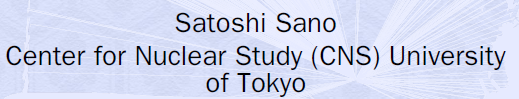 Satoshi Sano
Center for Nuclear Study (CNS) University
of Tokyo